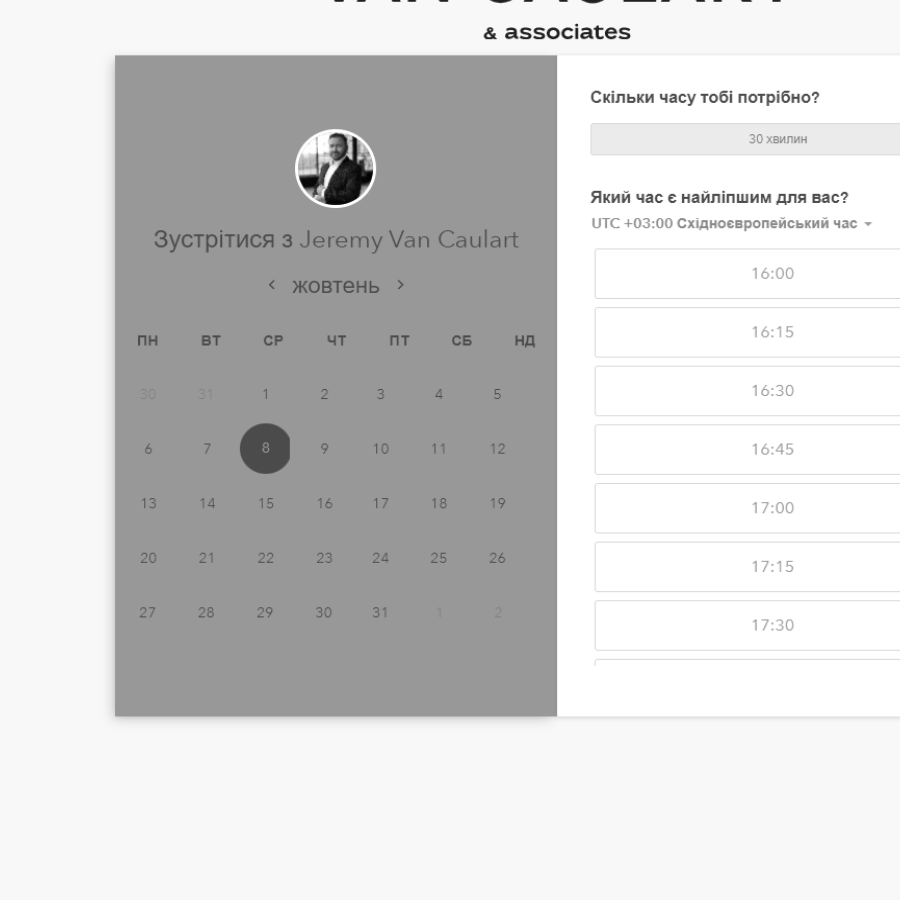 VAN CAULART
& associates
Зустрітися з Jeremy Van Caulart
жовтень
ПН ВТ СР ЧТ ПТ СБ НД
30 31 1 2 3 4 5
6 7 8 9 10 11 12
13 14 15 16 17 18 19
20 21 22 23 24 25 26
27 28 29 30 31 1 2
Скільки часу тобі потрібно?
30 хвилин
Який час є найліпшим для вас?
UTC +03:00 Східноєвропейський час
16:00
16:15
16:30
16:45
17:00
17:15
17:30